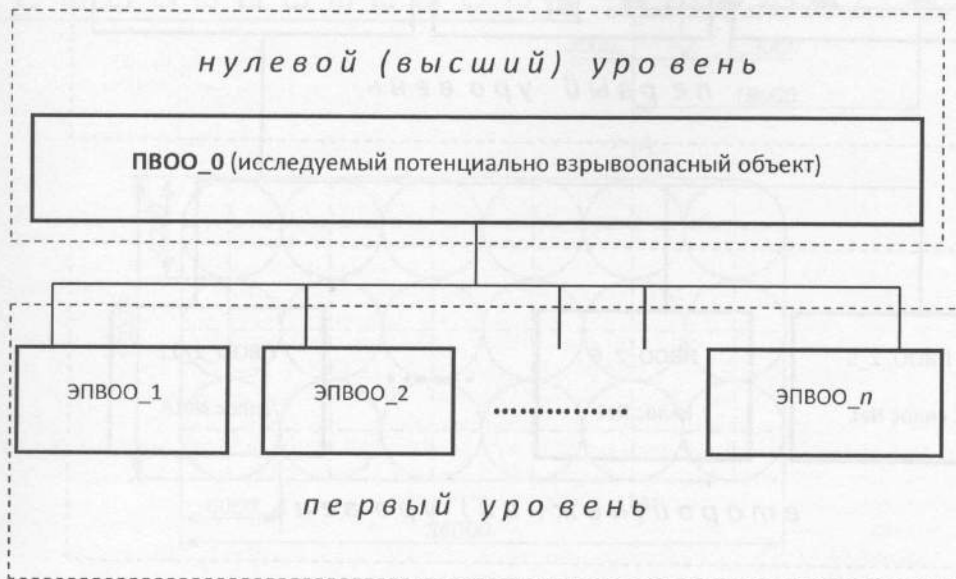 нулевой (высший) уровень
ПВОО_0 (исследуемый потенциально взрывоопасный объект)
ЭПВОО_1
ЭПВОО_2
ЭПВОО_n
первый уровень